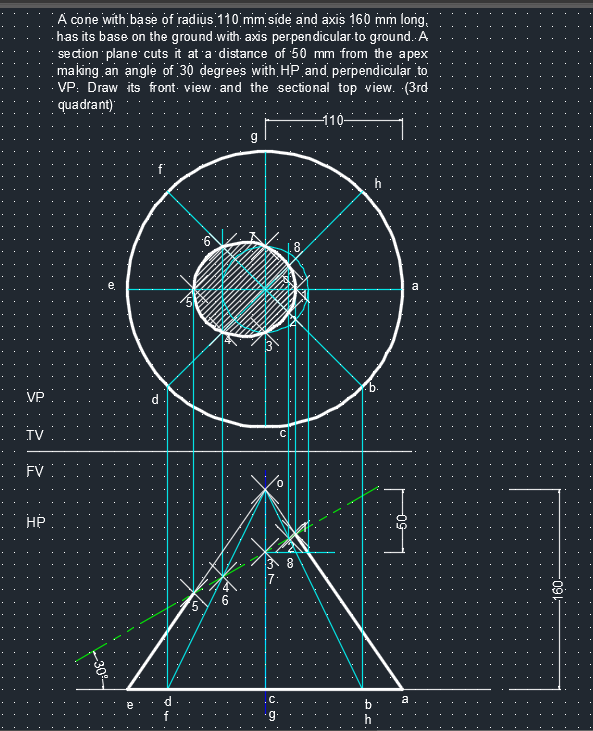 A cone with base of radius 110 mm side and axis 160 mm long,
has its base on the ground with axis perpendicular to ground. A
section plane cuts it at a distance of 50 mm from the apex
making an angle of 30 degrees with HP and perpendicular to
VP. Draw its front view and the sectional top view. (3rd
quadrant)
110
g
f
h
7
6
8
e
a
5
1
2
4
3
d
b
VP
c
TV
FV
o
HP
50
1
2
3
8
4
7
160
6
5
30°
e
d
c
b
a
f
g
h